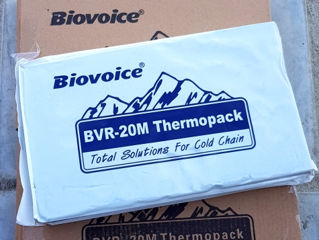 Biovoice®
Biovoice®
BVR-20M Thermopack
Total Solutions For Cold Chain
BVR-20M Thermopack